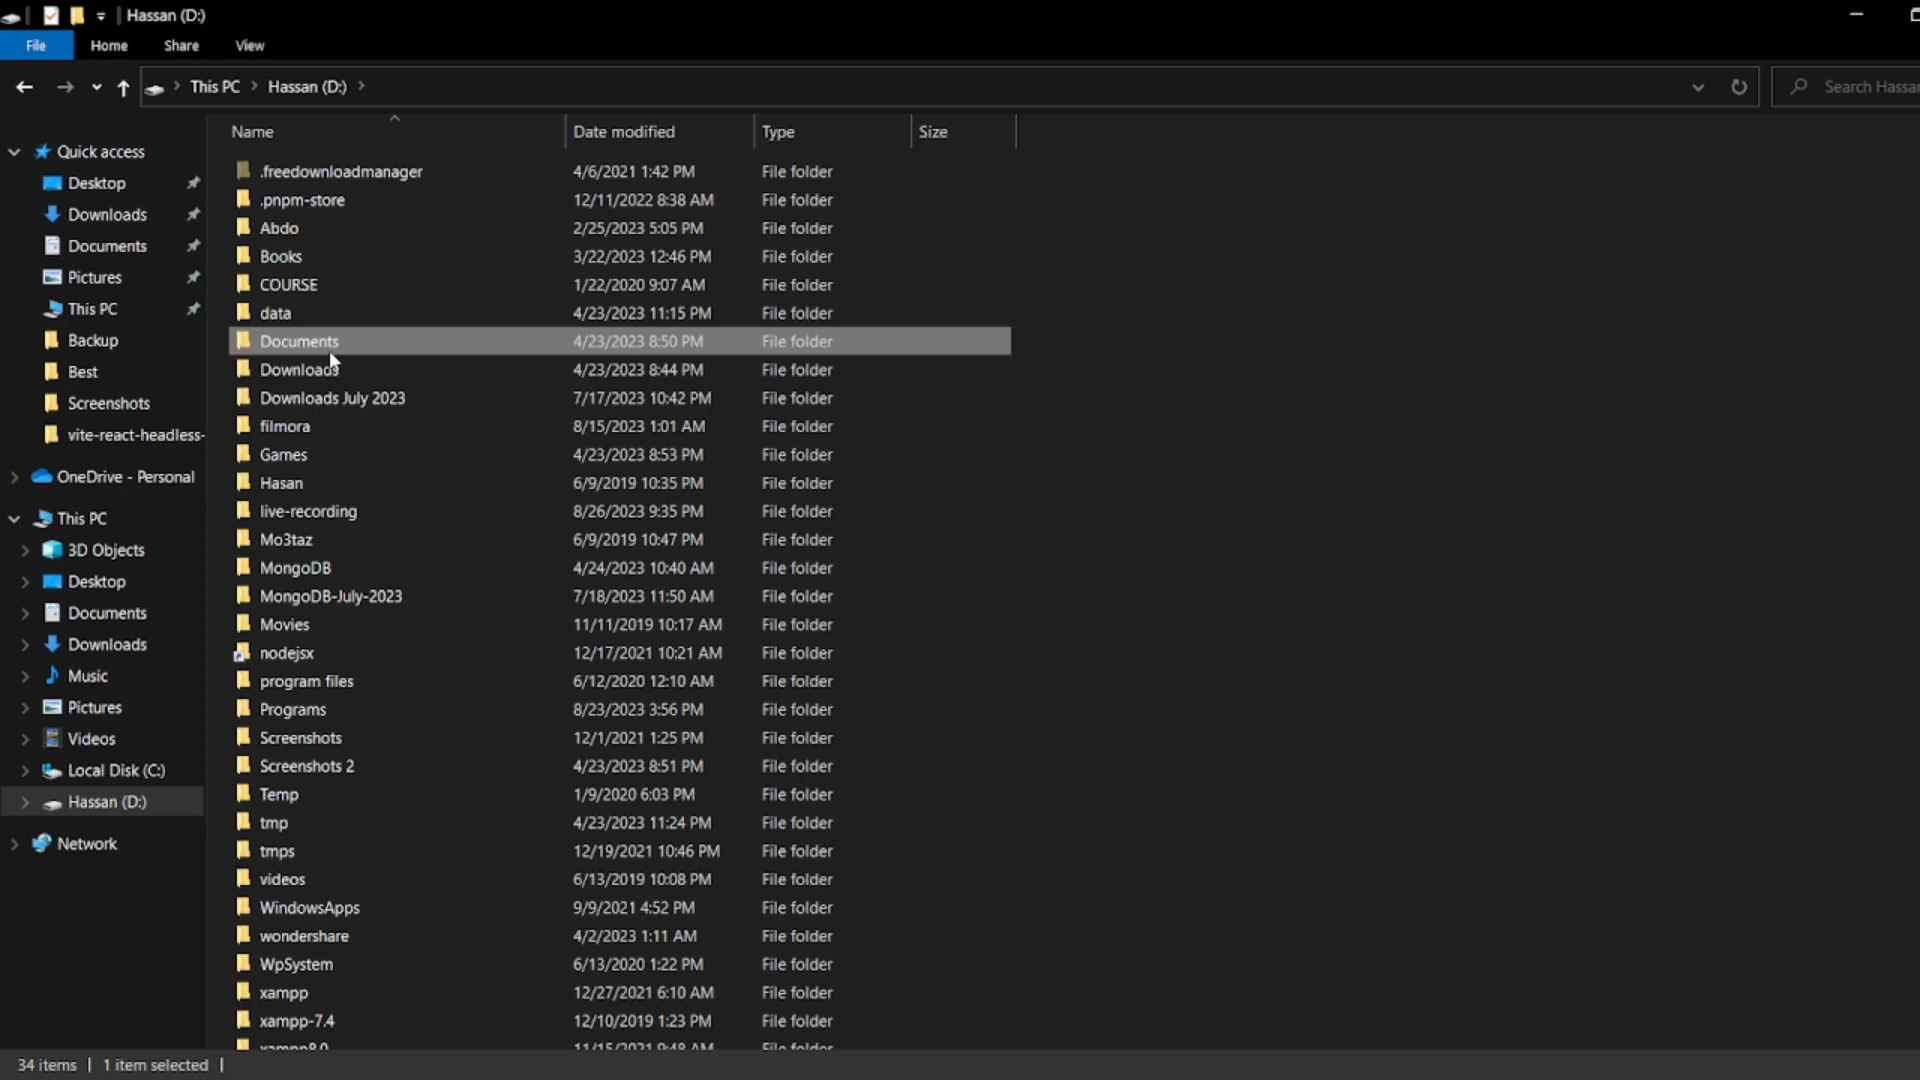 Hassan (D:)
File Home Share View
This PC Hassan (D:) Search Hassan
Name Date modified Type Size
Quick access
Desktop
Downloads
Documents
Pictures
This PC
Backup
Best
Screenshots
vite-react-headless-
OneDrive - Personal
This PC
3D Objects
Desktop
Documents
Downloads
Music
Pictures
Videos
Local Disk (C:)
Hassan (D:)
Network
.freedownloadmanager 4/6/2021 1:42 PM File folder
.pnpm-store 12/11/2022 8:38 AM File folder
Abdo 2/25/2023 5:05 PM File folder
Books 3/22/2023 12:46 PM File folder
COURSE 1/22/2020 9:07 AM File folder
data 4/23/2023 11:15 PM File folder
Documents 4/23/2023 8:50 PM File folder
Downloads 4/23/2023 8:44 PM File folder
Downloads July 2023 7/17/2023 10:42 PM File folder
filmora 8/15/2023 1:01 AM File folder
Games 4/23/2023 8:53 PM File folder
Hasan 6/9/2019 10:35 PM File folder
live-recording 8/26/2023 9:35 PM File folder
Mo3taz 6/9/2019 10:47 PM File folder
MongoDB 4/24/2023 10:40 AM File folder
MongoDB-July-2023 7/18/2023 11:50 AM File folder
Movies 11/11/2019 10:17 AM File folder
nodejsx 12/17/2021 10:21 AM File folder
program files 6/12/2020 12:10 AM File folder
Programs 8/23/2023 3:56 PM File folder
Screenshots 12/1/2021 1:25 PM File folder
Screenshots 2 4/23/2023 8:51 PM File folder
Temp 1/9/2020 6:03 PM File folder
tmp 4/23/2023 11:24 PM File folder
tmps 12/19/2021 10:46 PM File folder
videos 6/13/2019 10:08 PM File folder
WindowsApps 9/9/2021 4:52 PM File folder
wondershare 4/2/2023 1:11 AM File folder
WpSystem 6/13/2020 1:22 PM File folder
xampp 12/27/2021 6:10 AM File folder
xampp-7.4 12/10/2019 1:23 PM File folder
xampp8.0 11/15/2021 9:48 AM File folder
34 items 1 item selected